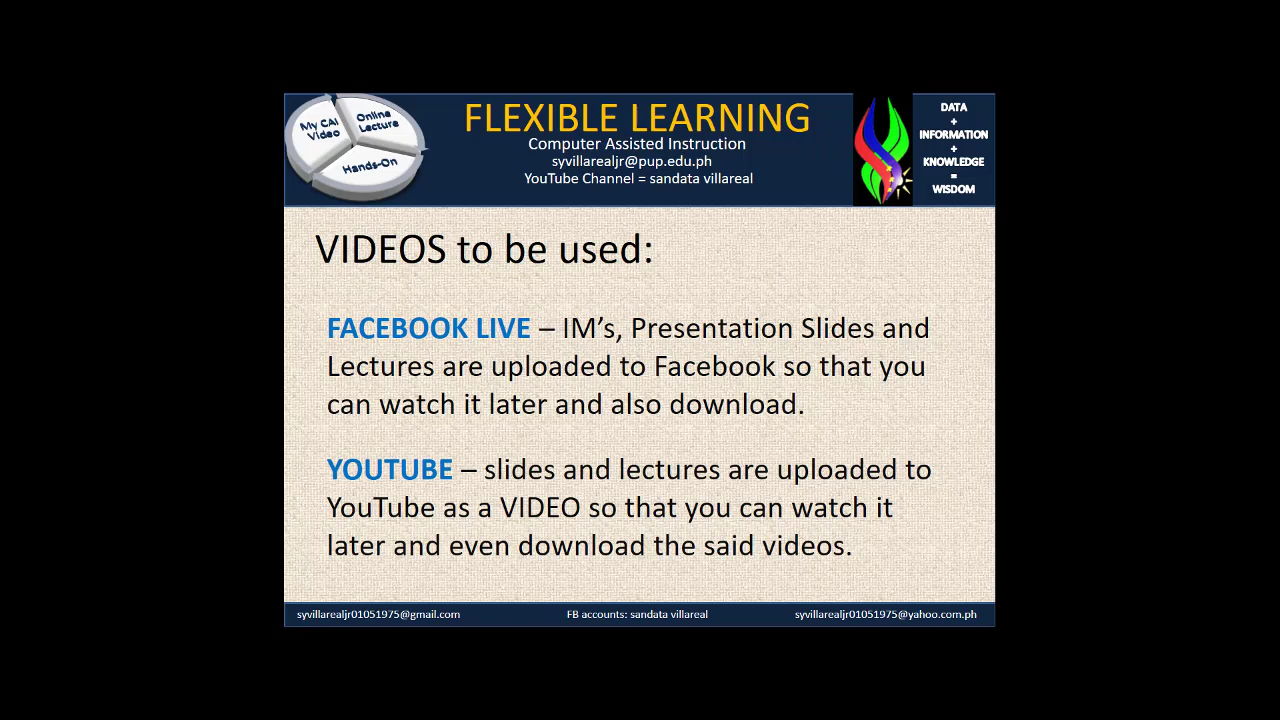 My CAI
Video
Online
Lecture
Hands-On
FLEXIBLE LEARNING
Computer Assisted Instruction
syvillarealjr@pup.edu.ph
YouTube Channel = sandata villareal
DATA
+
INFORMATION
+
KNOWLEDGE
=
WISDOM
VIDEOS to be used:
FACEBOOK LIVE – IM's, Presentation Slides and
Lectures are uploaded to Facebook so that you
can watch it later and also download.
YOUTUBE – slides and lectures are uploaded to
YouTube as a VIDEO so that you can watch it
later and even download the said videos.
syvillarealjr01051975@gmail.com
FB accounts: sandata villareal
syvillarealjr01051975@yahoo.com.ph